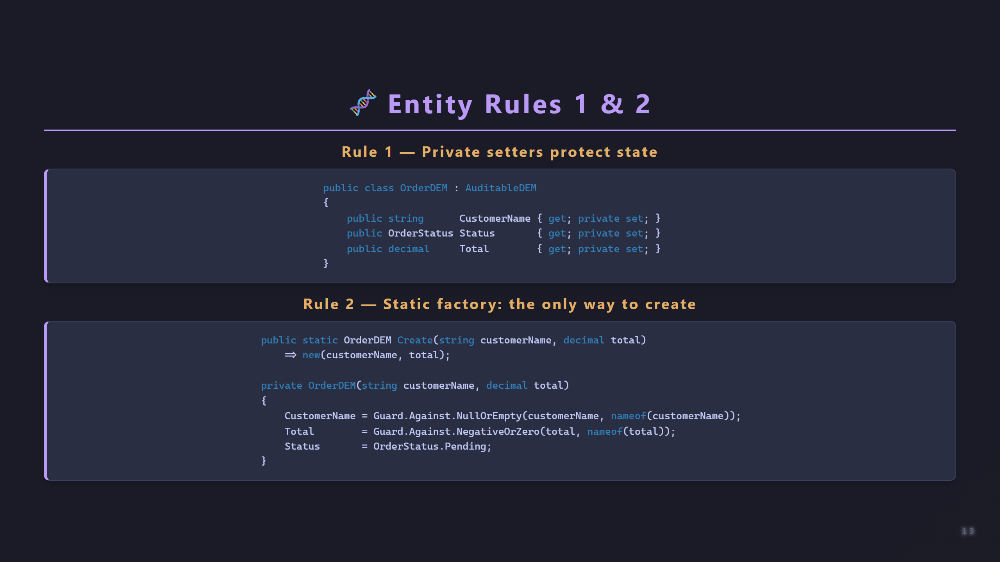 🧬 Entity Rules 1 & 2
Rule 1 — Private setters protect state
public class OrderDEM : AuditableDEM
{
    public string      CustomerName { get; private set; }
    public OrderStatus Status       { get; private set; }
    public decimal     Total        { get; private set; }
}
Rule 2 — Static factory: the only way to create
public static OrderDEM Create(string customerName, decimal total)
    => new(customerName, total);
private OrderDEM(string customerName, decimal total)
{
    CustomerName = Guard.Against.NullOrEmpty(customerName, nameof(customerName));
    Total        = Guard.Against.NegativeOrZero(total, nameof(total));
    Status       = OrderStatus.Pending;
}
13